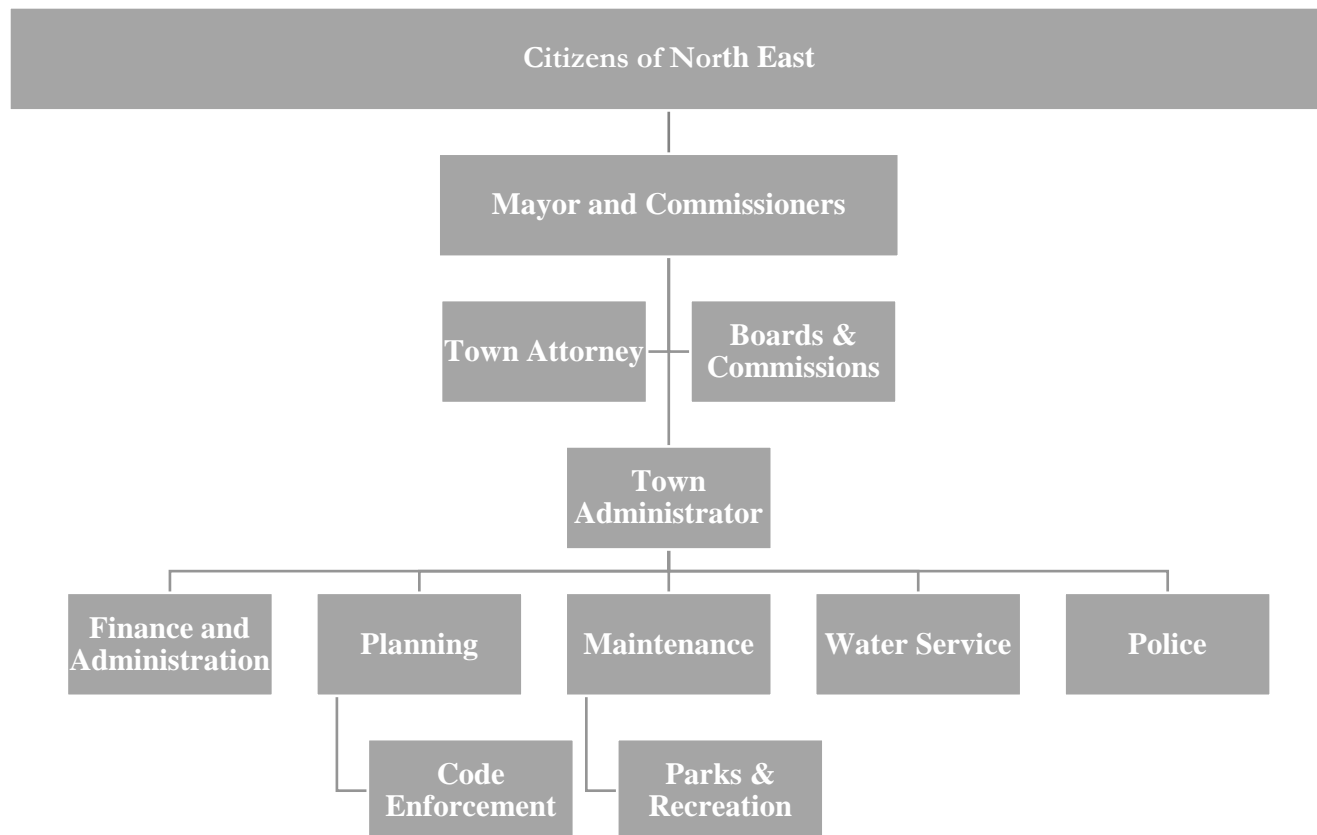 Citizens of North East
Mayor and Commissioners
Town Attorney
Boards &
Commissions
Town
Administrator
Finance and
Administration
Planning
Maintenance
Water Service
Police
Code
Enforcement
Parks &
Recreation